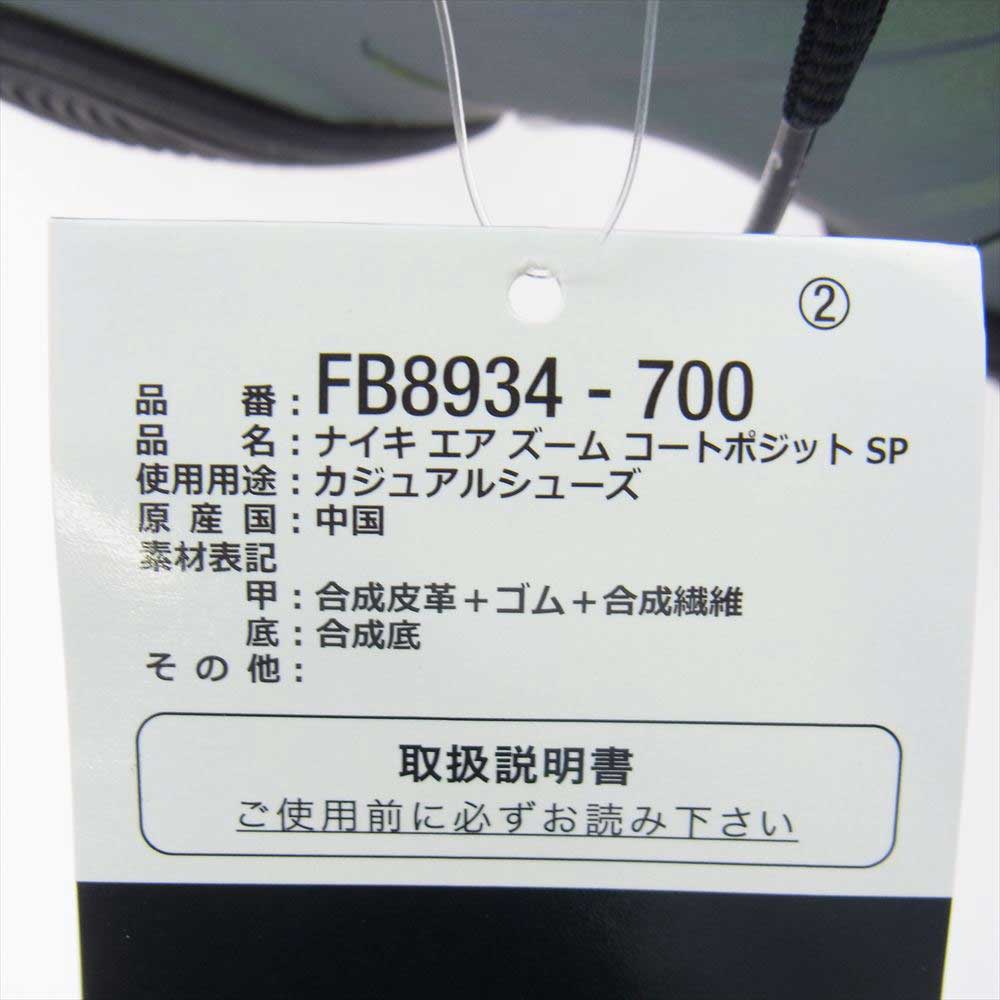 ②
品番：FB8934 - 700
品名：ナイキ エア ズーム コートポジット SP
使用用途：カジュアルシューズ
原産国：中国
素材表記
甲：合成皮革＋ゴム＋合成繊維
底：合成底
その他：
取扱説明書
ご使用前に必ずお読み下さい